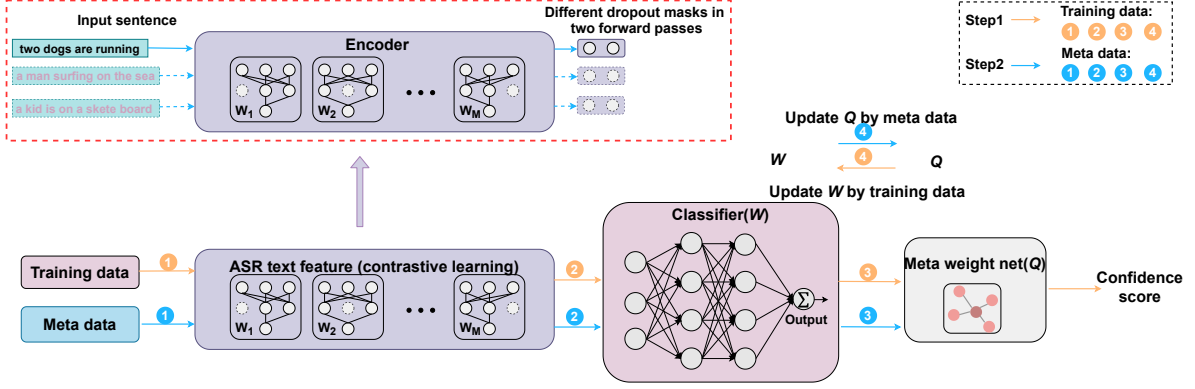 Input sentence
two dogs are running
a man surfing on the sea
a kid is on a skete board
Encoder
W1
W2
WM
Different dropout masks in
two forward passes
Step1
Training data:
1 2 3 4
Step2
Meta data:
1 2 3 4
Update Q by meta data
4
W
4
Q
Update W by training data
Training data
1
Meta data
1
ASR text feature (contrastive learning)
W1
W2
WM
2
2
Classifier(W)
Σ
Output
3
3
Meta weight net(Q)
Confidence
score